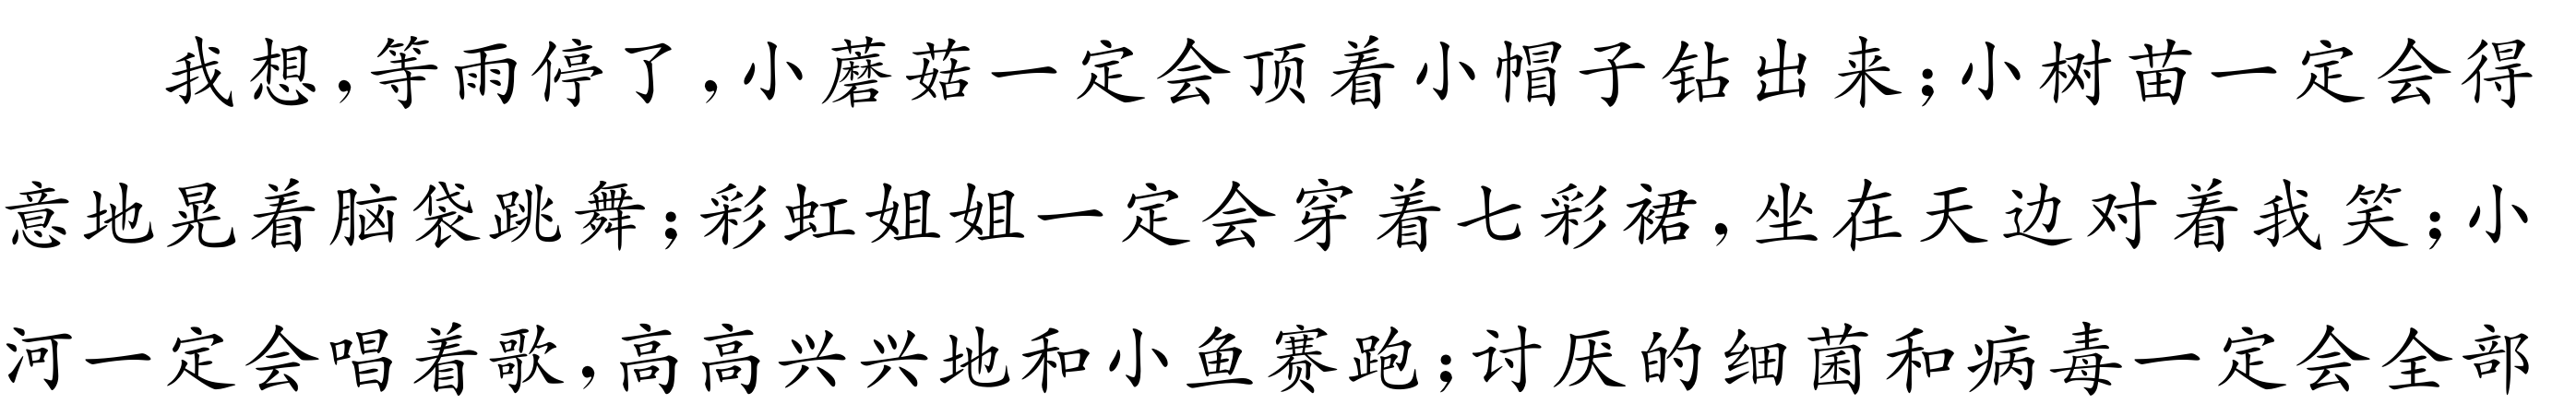 我想，等雨停了，小蘑菇一定会顶着小帽子钻出来；小树苗一定会得
意地晃着脑袋跳舞；彩虹姐姐一定会穿着七彩裙，坐在天边对着我笑；小
河一定会唱着歌，高高兴兴地和小鱼赛跑；讨厌的细菌和病毒一定会全部